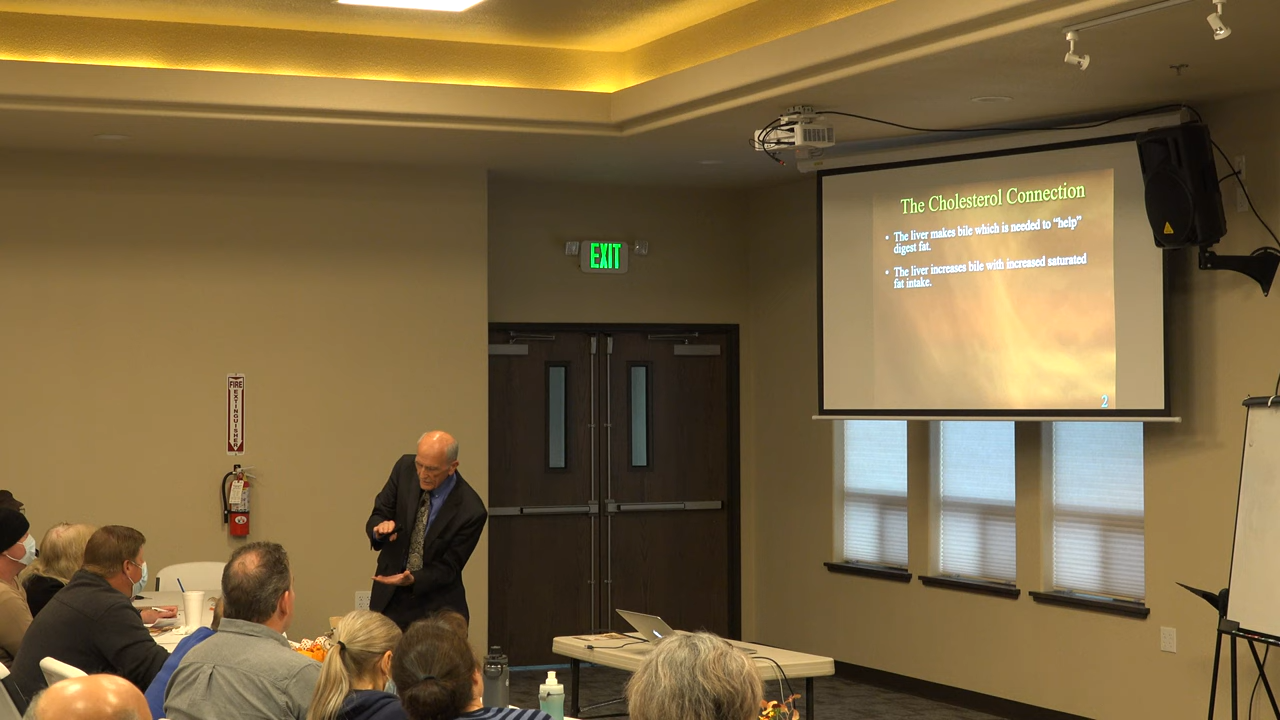 The Cholesterol Connection
• The liver makes bile which is needed to “help”
digest fat.
• The liver increases bile with increased saturated
fat intake.
2
EXIT
FIRE
EXTINGUISHER